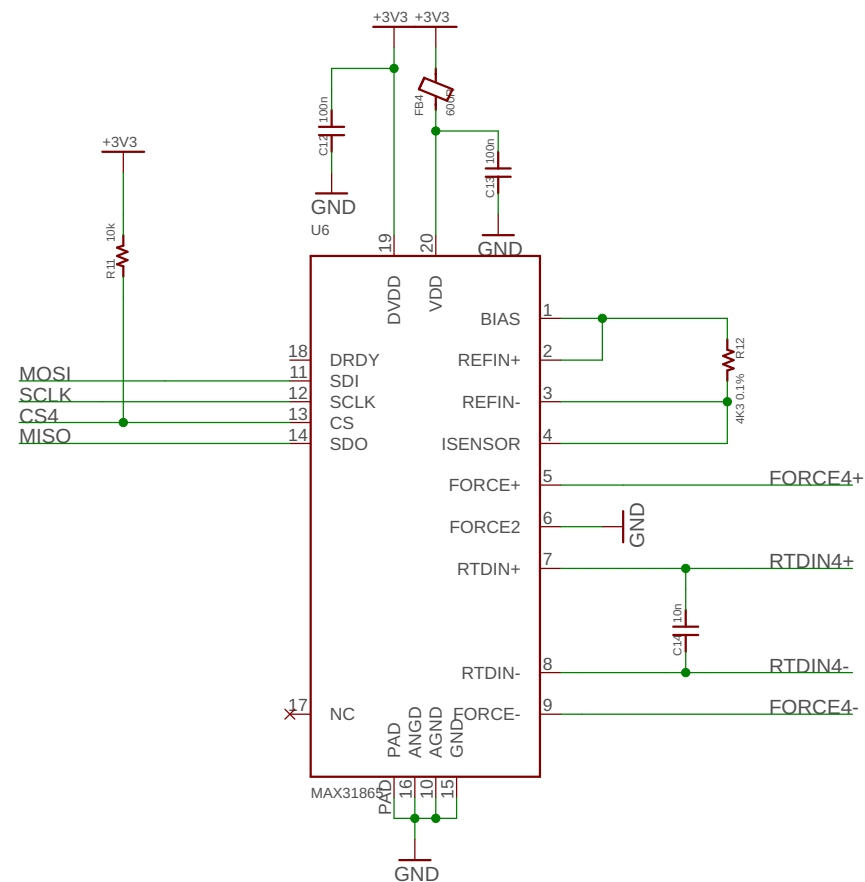 +3V3 +3V3
FB4
600R
C12 100n
C13 100n
+3V3
GND
GND
U6
R11 10k
19
20
DVDD
VDD
BIAS
1
REFIN+
2
REFIN-
3
ISENSOR
4
R12
4K3 0.1%
18
DRDY
MOSI
11
SDI
SCLK
12
SCLK
CS4
13
CS
MISO
14
SDO
FORCE+
5
FORCE4+
FORCE2
6
GND
RTDIN+
7
RTDIN4+
C14 10n
RTDIN-
8
RTDIN4-
17
NC
FORCE-
9
FORCE4-
PAD
ANGD
AGND
GND
MAX31865
PAD
16
10
15
GND